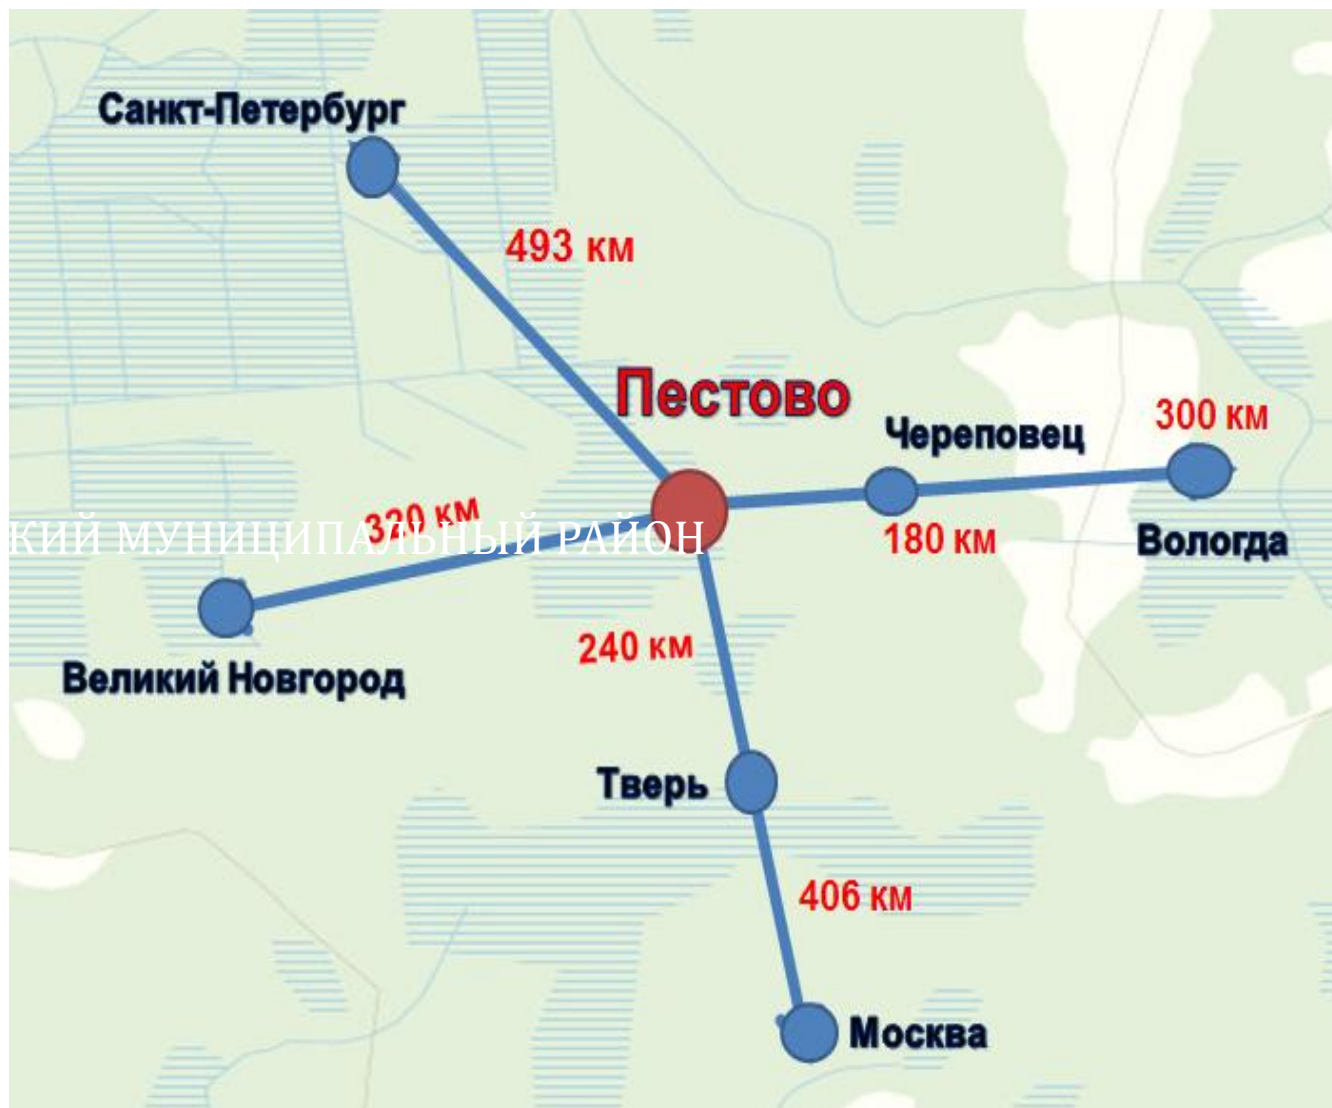 Санкт-Петербург
493 км
Пестово
Череповец
300 км
320 км
КИЙ МУНИЦИПАЛЬНЫЙ РАЙОН
180 км
Вологда
240 км
Великий Новгород
Тверь
406 км
Москва